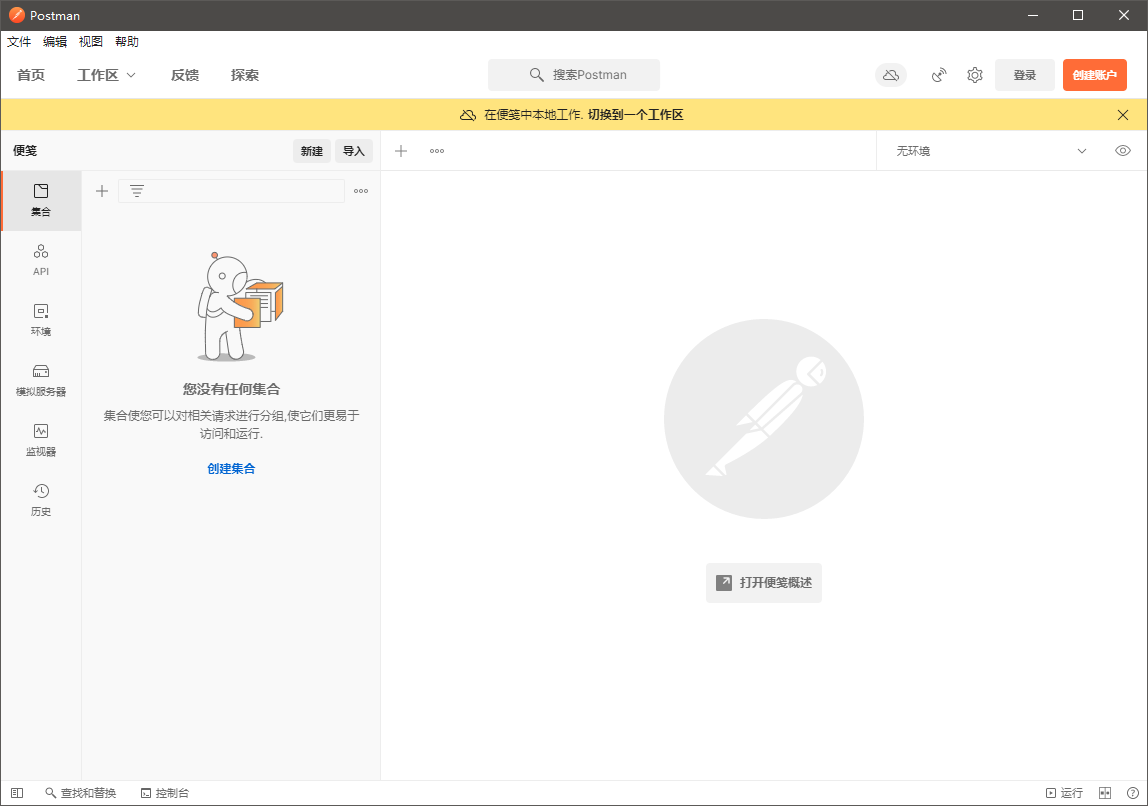 Postman
文件 编辑 视图 帮助
首页 工作区 反馈 探索 搜索Postman 登录 创建账户
在便笺中本地工作. 切换到一个工作区
便笺 新建 导入 无环境
集合
API
环境
模拟服务器
监视器
历史
您没有任何集合
集合使您可以对相关请求进行分组,使它们更易于
访问和运行.
创建集合
打开便笺概述
查找和替换 控制台 运行